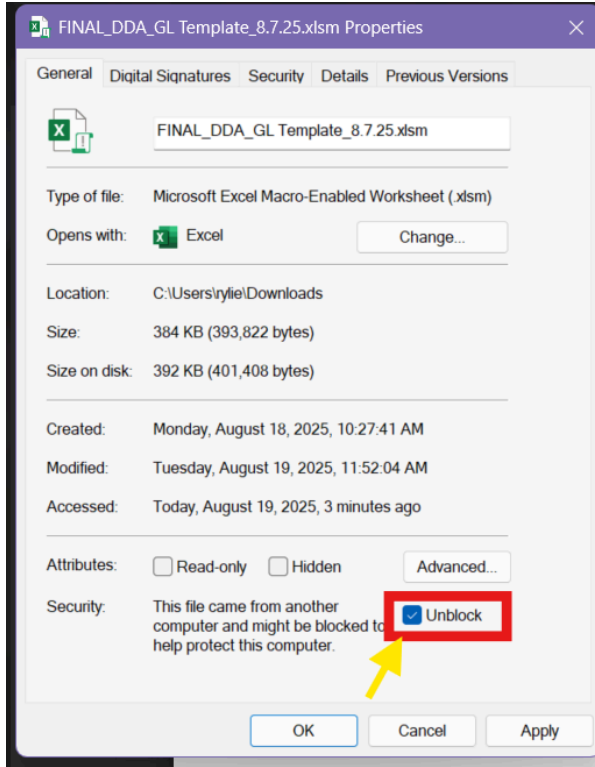 FINAL_DDA_GL Template_8.7.25.xlsm Properties
General Digital Signatures Security Details Previous Versions
FINAL_DDA_GL Template_8.7.25.xlsm
Type of file: Microsoft Excel Macro-Enabled Worksheet (.xlsm)
Opens with: Excel Change...
Location: C:\Users\rylie\Downloads
Size: 384 KB (393,822 bytes)
Size on disk: 392 KB (401,408 bytes)
Created: Monday, August 18, 2025, 10:27:41 AM
Modified: Tuesday, August 19, 2025, 11:52:04 AM
Accessed: Today, August 19, 2025, 3 minutes ago
Attributes: Read-only Hidden Advanced...
Security: This file came from another
computer and might be blocked to
help protect this computer.
Unblock
OK Cancel Apply